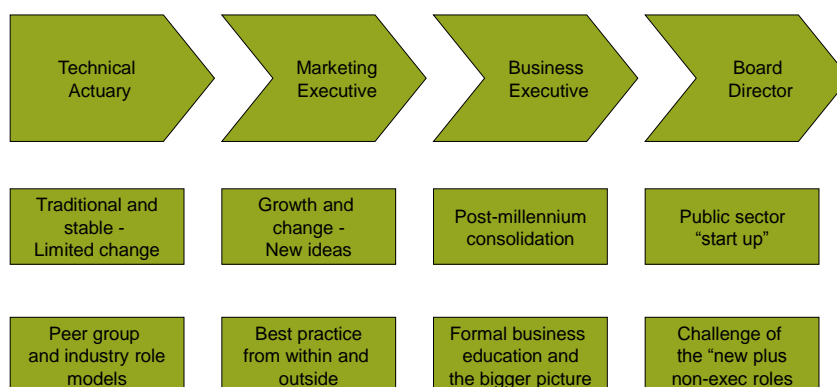 Technical
Actuary
Marketing
Executive
Business
Executive
Board
Director
Traditional and
stable -
Limited change
Growth and
change -
New ideas
Post-millennium
consolidation
Public sector
“start up”
Peer group
and industry role
models
Best practice
from within and
outside
Formal business
education and
the bigger picture
Challenge of
the “new plus
non-exec roles